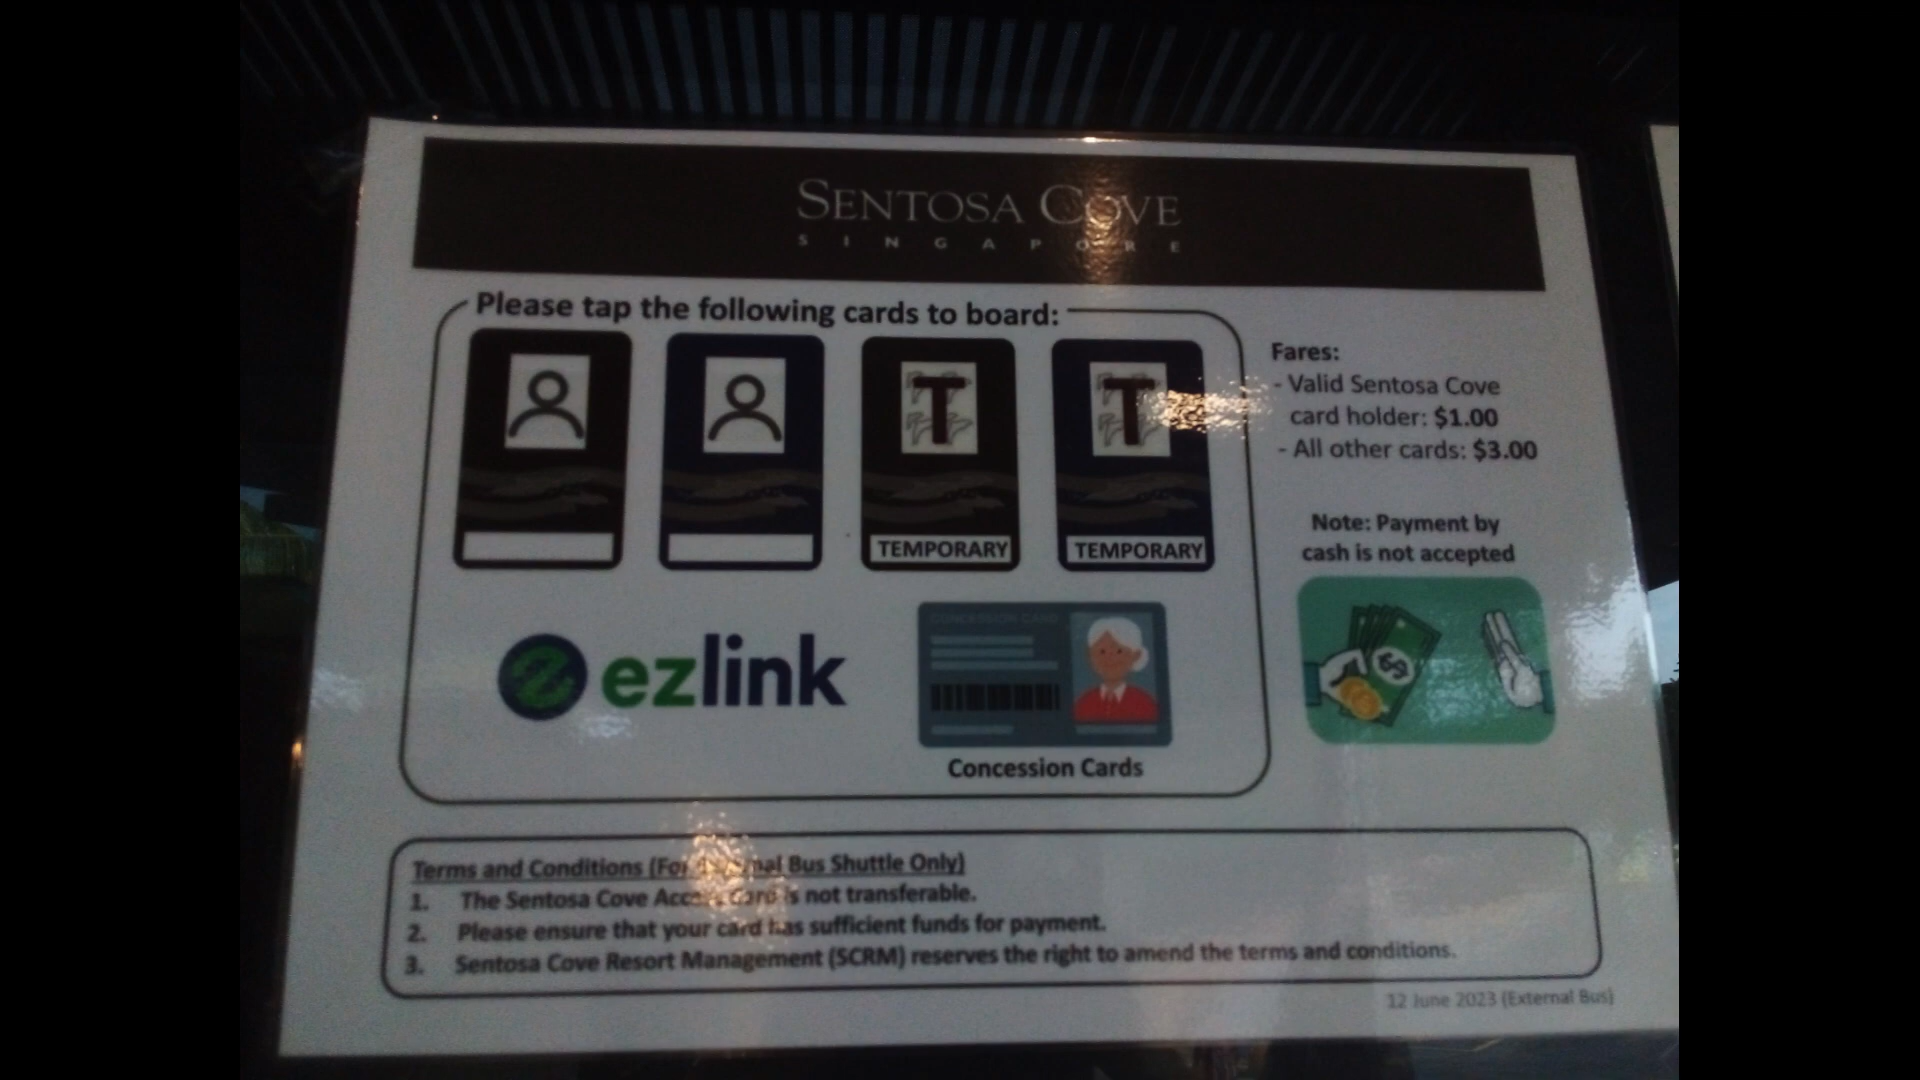 SENTOSA COVE
SINGAPORE
Please tap the following cards to board:
TEMPORARY
TEMPORARY
ezlink
CONCESSION CARD
Concession Cards
Fares:
- Valid Sentosa Cove
card holder: $1.00
- All other cards: $3.00
Note: Payment by
cash is not accepted
Terms and Conditions (For Bus Shuttle Only)
1. The Sentosa Cove Access Card is not transferable.
2. Please ensure that your card has sufficient funds for payment.
3. Sentosa Cove Resort Management (SCRM) reserves the right to amend the terms and conditions.
12 June 2023 (External Bus)